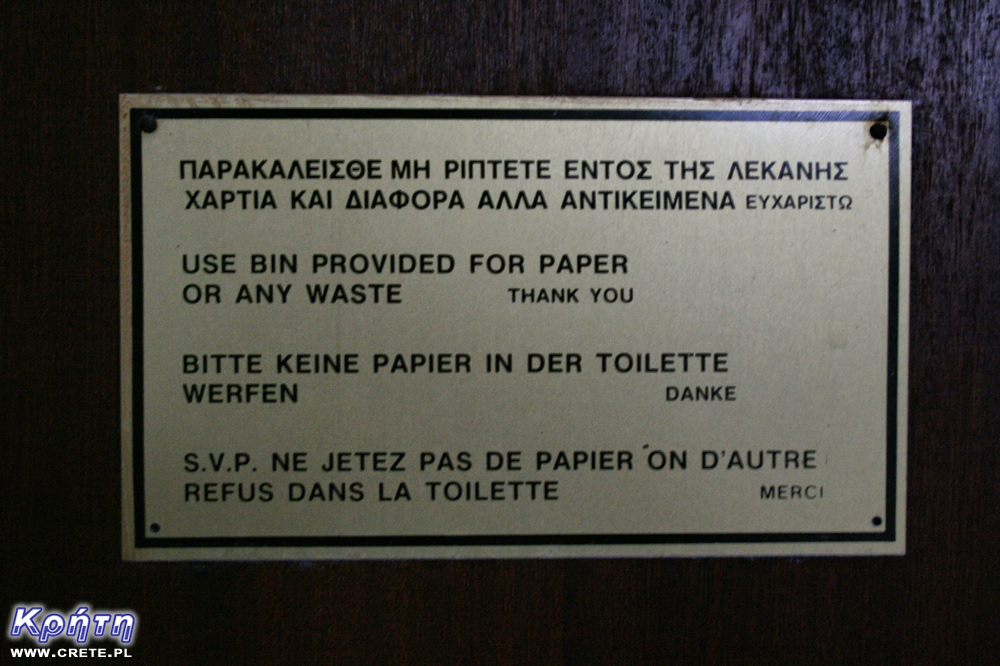 ΠΑΡΑΚΑΛΕΙΣΘΕ ΜΗ ΡΙΠΤΕΤΕ ΕΝΤΟΣ ΤΗΣ ΛΕΚΑΝΗΣ
ΧΑΡΤΙΑ ΚΑΙ ΔΙΑΦΟΡΑ ΑΛΛΑ ΑΝΤΙΚΕΙΜΕΝΑ ΕΥΧΑΡΙΣΤΩ
USE BIN PROVIDED FOR PAPER
OR ANY WASTE THANK YOU
BITTE KEINE PAPIER IN DER TOILETTE
WERFEN DANKE
S.V.P. NE JETEZ PAS DE PAPIER ON D'AUTRE
REFUS DANS LA TOILETTE MERCI
Κρήτη
WWW.CRETE.PL